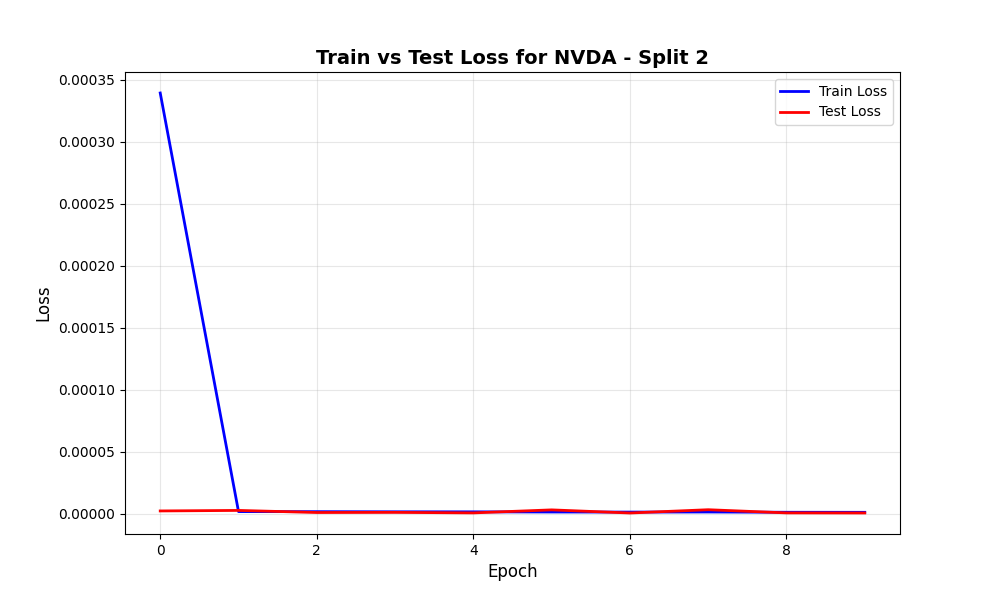 Train vs Test Loss for NVDA - Split 2
Train Loss
Test Loss
Loss
0.00035
0.00030
0.00025
0.00020
0.00015
0.00010
0.00005
0.00000
0 2 4 6 8
Epoch